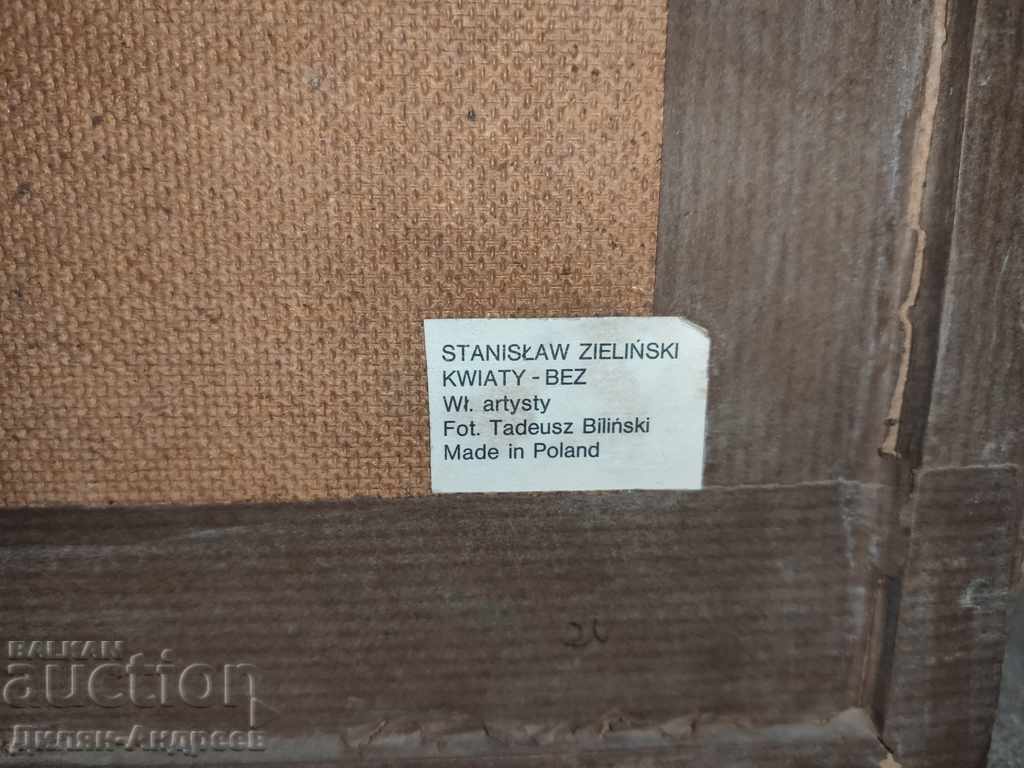 STANiSŁAW ZIELIŃSKI
KWIATY - BEZ
Wł. artysty
Fot. Tadeusz Biliński
Made in Poland
BALKAN
auction
Дилян-Андреев